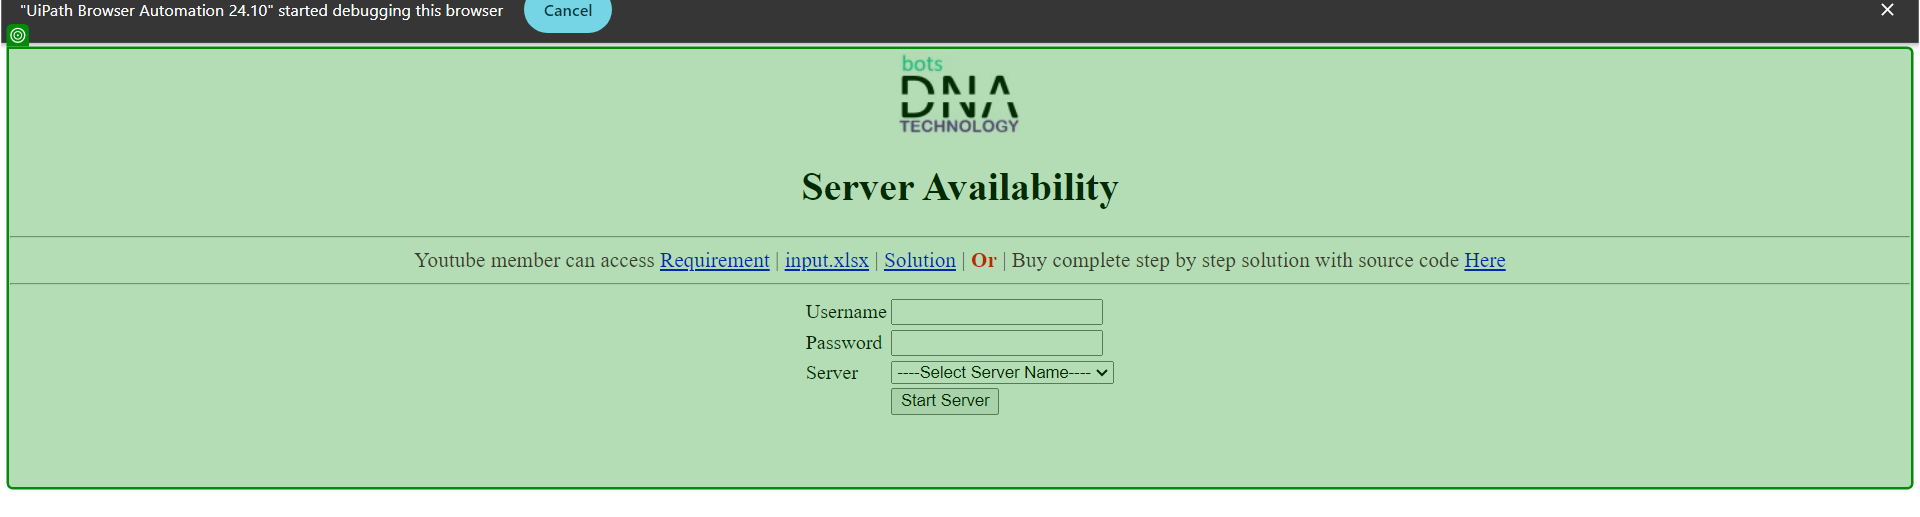 "UiPath Browser Automation 24.10" started debugging this browser Cancel
bots
DNA
TECHNOLOGY
Server Availability
Youtube member can access Requirement | input.xlsx | Solution | Or | Buy complete step by step solution with source code Here
Username
Password
Server ----Select Server Name----
Start Server